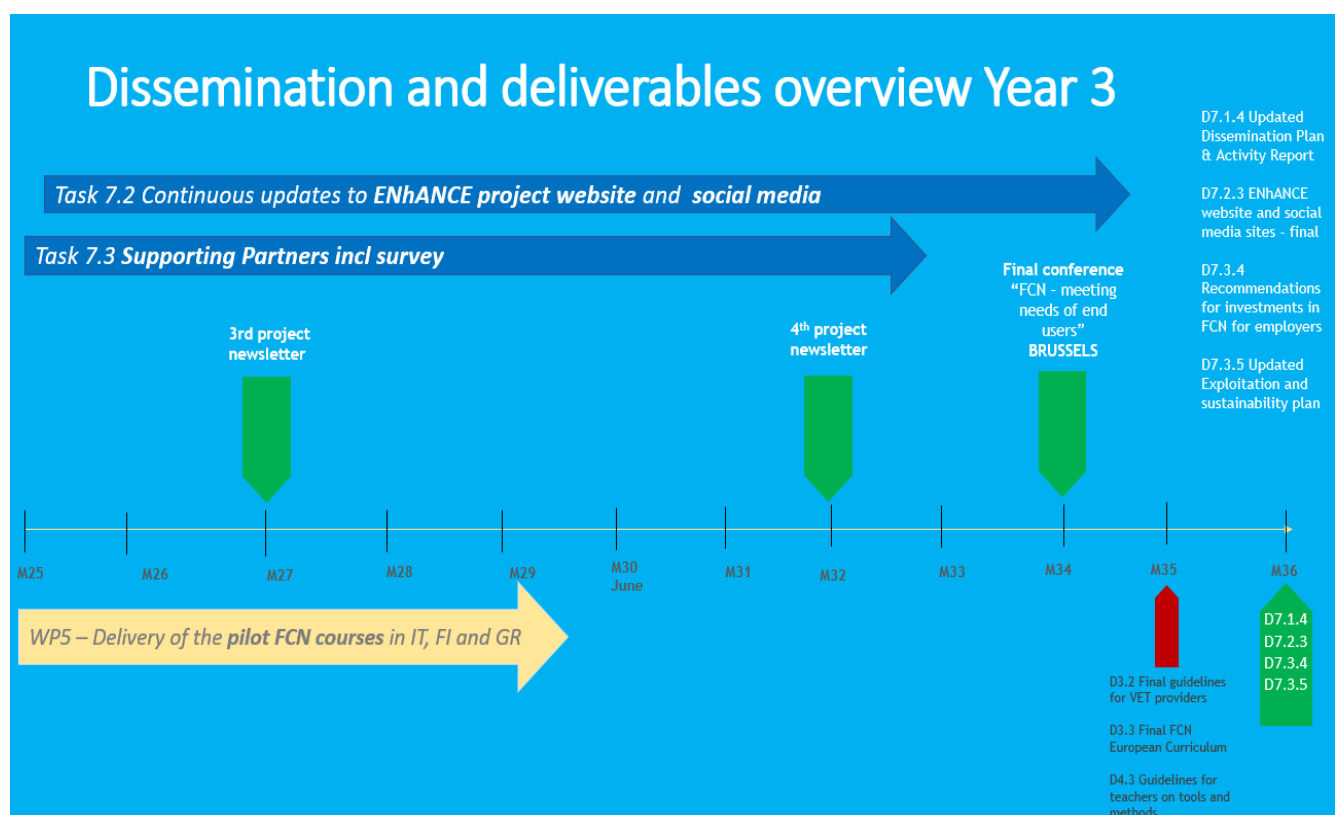 Dissemination and deliverables overview Year 3
D7.1.4 Updated
Dissemination Plan
& Activity Report
D7.2.3 ENhANCE
website and social
media sites - final
D7.3.4
Recommendations
for investments in
FCN for employers
D7.3.5 Updated
Exploitation and
sustainability plan
Task 7.2 Continuous updates to ENhANCE project website and social media
Task 7.3 Supporting Partners incl survey
3rd project
newsletter
4th project
newsletter
Final conference
“FCN - meeting
needs of end
users”
BRUSSELS
M25
M26
M27
M28
M29
M30
June
M31
M32
M33
M34
M35
M36
WP5 – Delivery of the pilot FCN courses in IT, FI and GR
D3.2 Final guidelines
for VET providers
D3.3 Final FCN
European Curriculum
D4.3 Guidelines for
teachers on tools and
methods
D7.1.4
D7.2.3
D7.3.4
D7.3.5